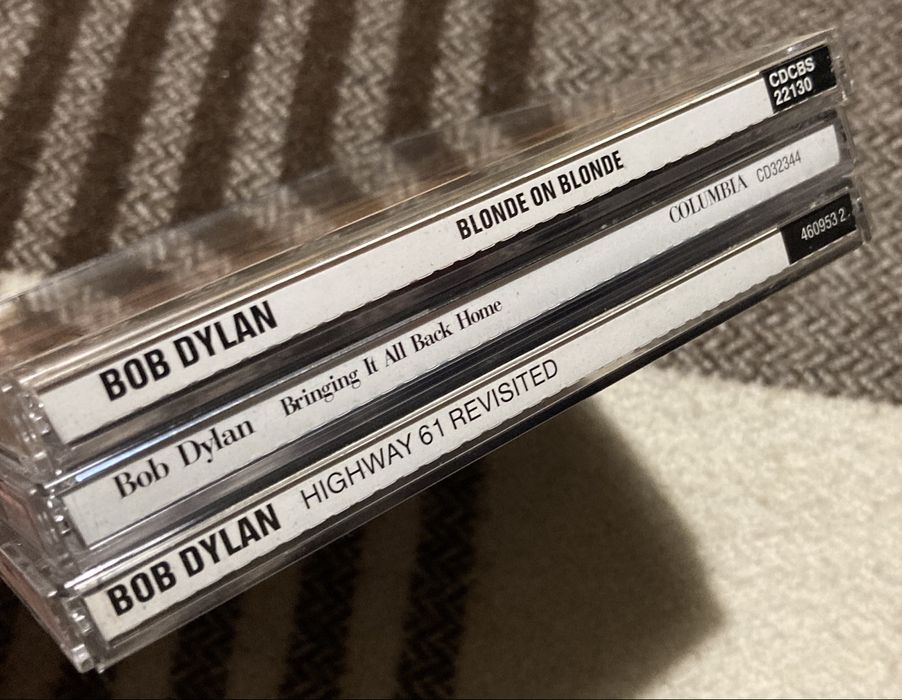 BOB DYLAN BLONDE ON BLONDE CDCBS
22130
Bob Dylan Bringing It All Back Home COLUMBIA CD32344
BOB DYLAN HIGHWAY 61 REVISITED 460953 2